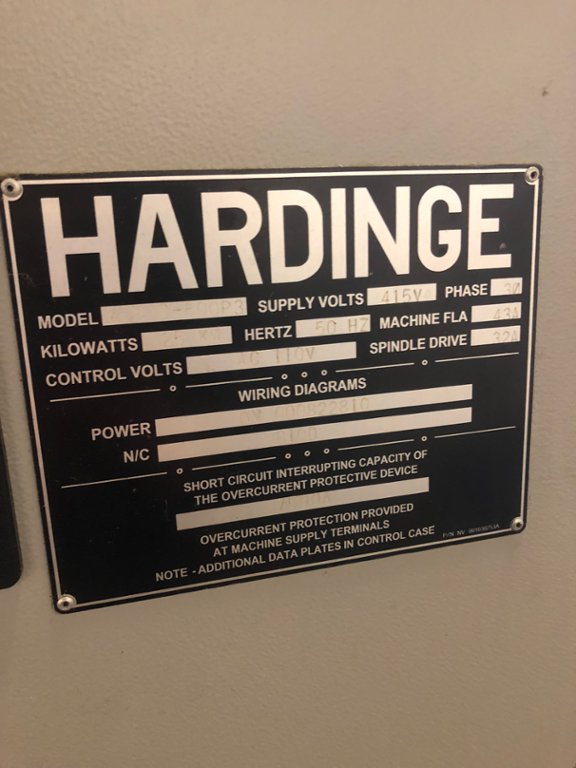 HARDINGE
MODEL SUPPLY VOLTS 415V PHASE 3Ø
KILOWATTS HERTZ 50 HZ MACHINE FLA 43A
CONTROL VOLTS AC 110V SPINDLE DRIVE 32A
WIRING DIAGRAMS
POWER
N/C
SHORT CIRCUIT INTERRUPTING CAPACITY OF
THE OVERCURRENT PROTECTIVE DEVICE
OVERCURRENT PROTECTION PROVIDED
AT MACHINE SUPPLY TERMINALS
NOTE - ADDITIONAL DATA PLATES IN CONTROL CASE
P/N NV